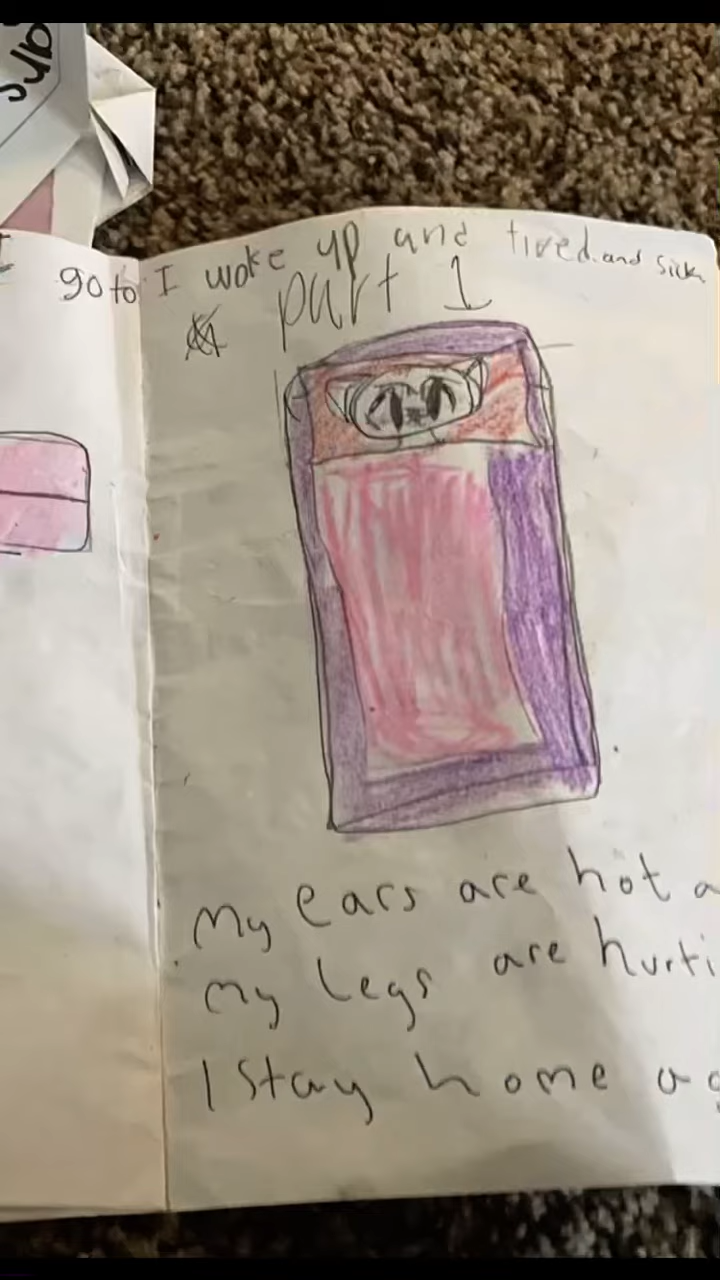 go to
I woke up and tired. and sick
part 1
My ears are hot a
my legs are hurti
I stay home ag